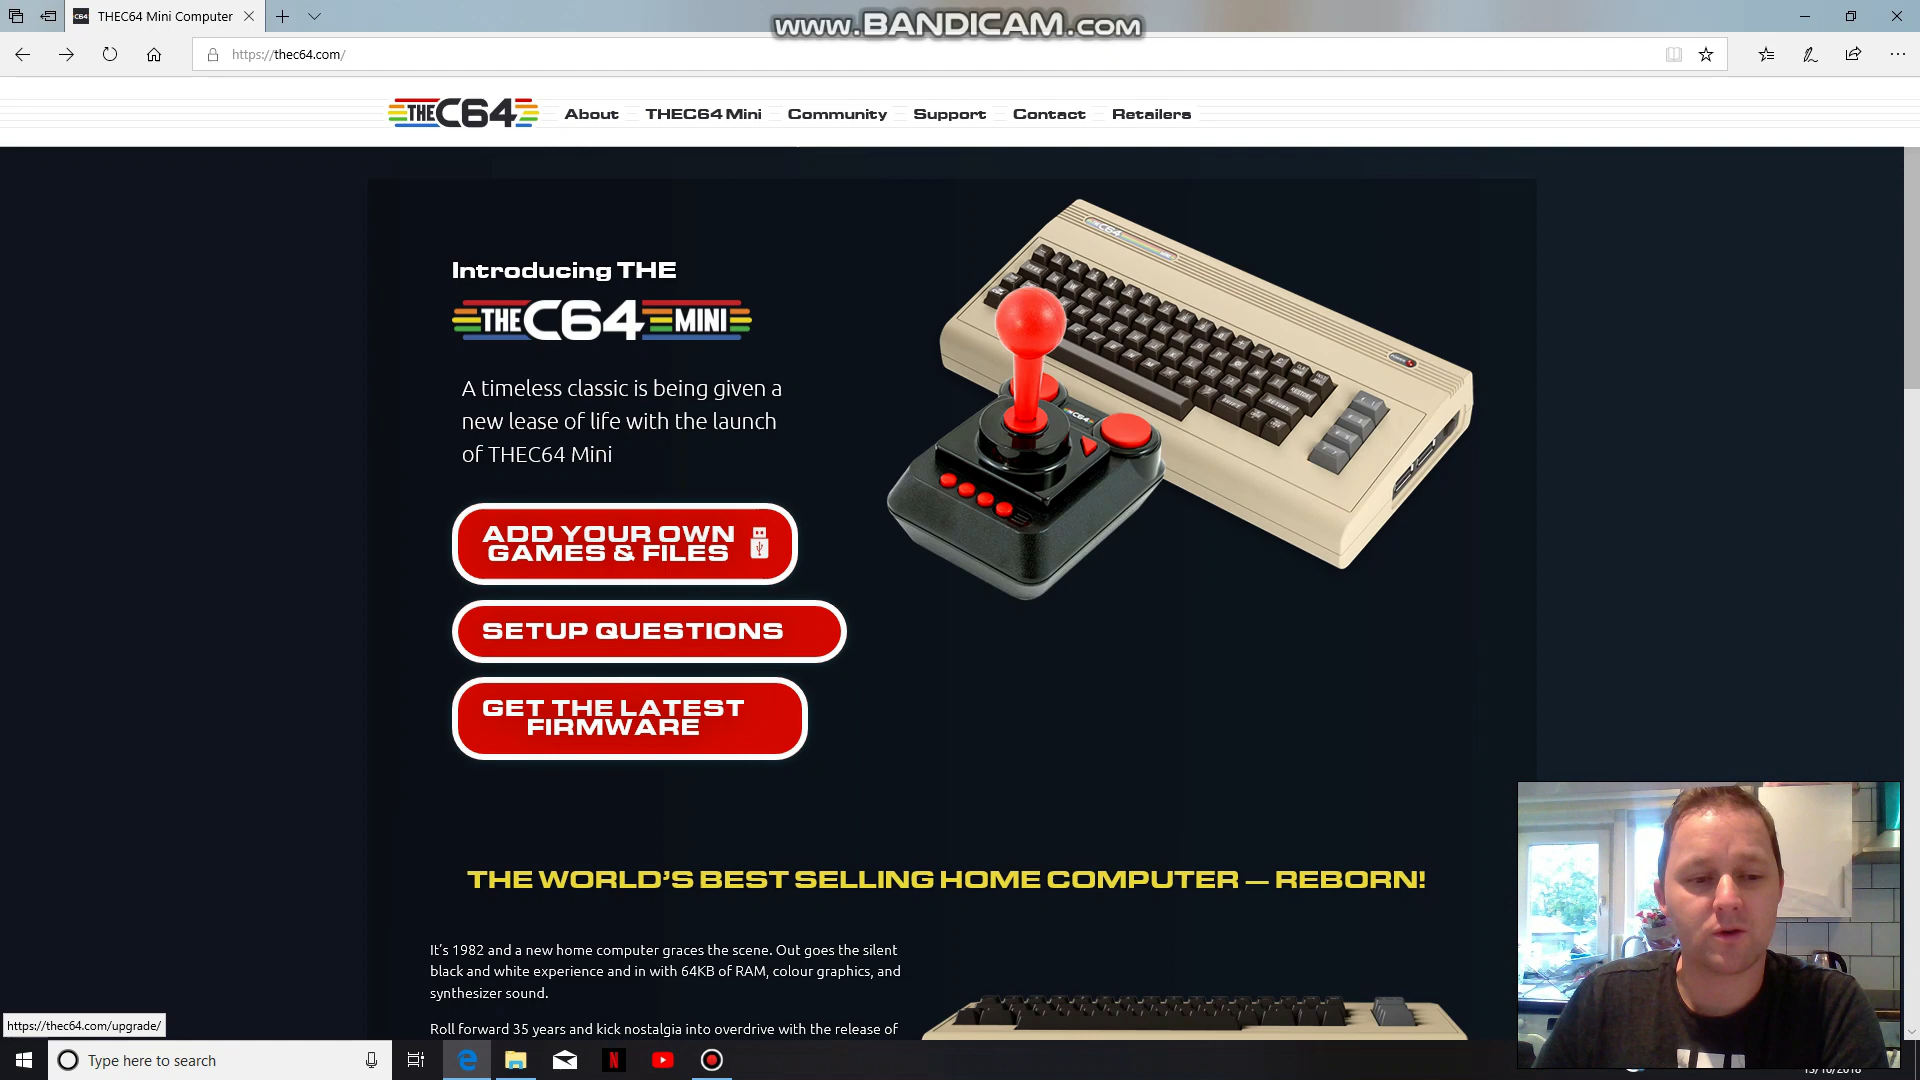 THEC64 Mini Computer
www.BANDICAM.com
https://thec64.com/
THEC64
About
THEC64 Mini
Community
Support
Contact
Retailers
Introducing THE
THEC64 MINI
A timeless classic is being given a
new lease of life with the launch
of THEC64 Mini
ADD YOUR OWN
GAMES & FILES
SETUP QUESTIONS
GET THE LATEST
FIRMWARE
THE WORLD'S BEST SELLING HOME COMPUTER — REBORN!
It's 1982 and a new home computer graces the scene. Out goes the silent
black and white experience and in with 64KB of RAM, colour graphics, and
synthesizer sound.
Roll forward 35 years and kick nostalgia into overdrive with the release of
https://thec64.com/upgrade/
Type here to search